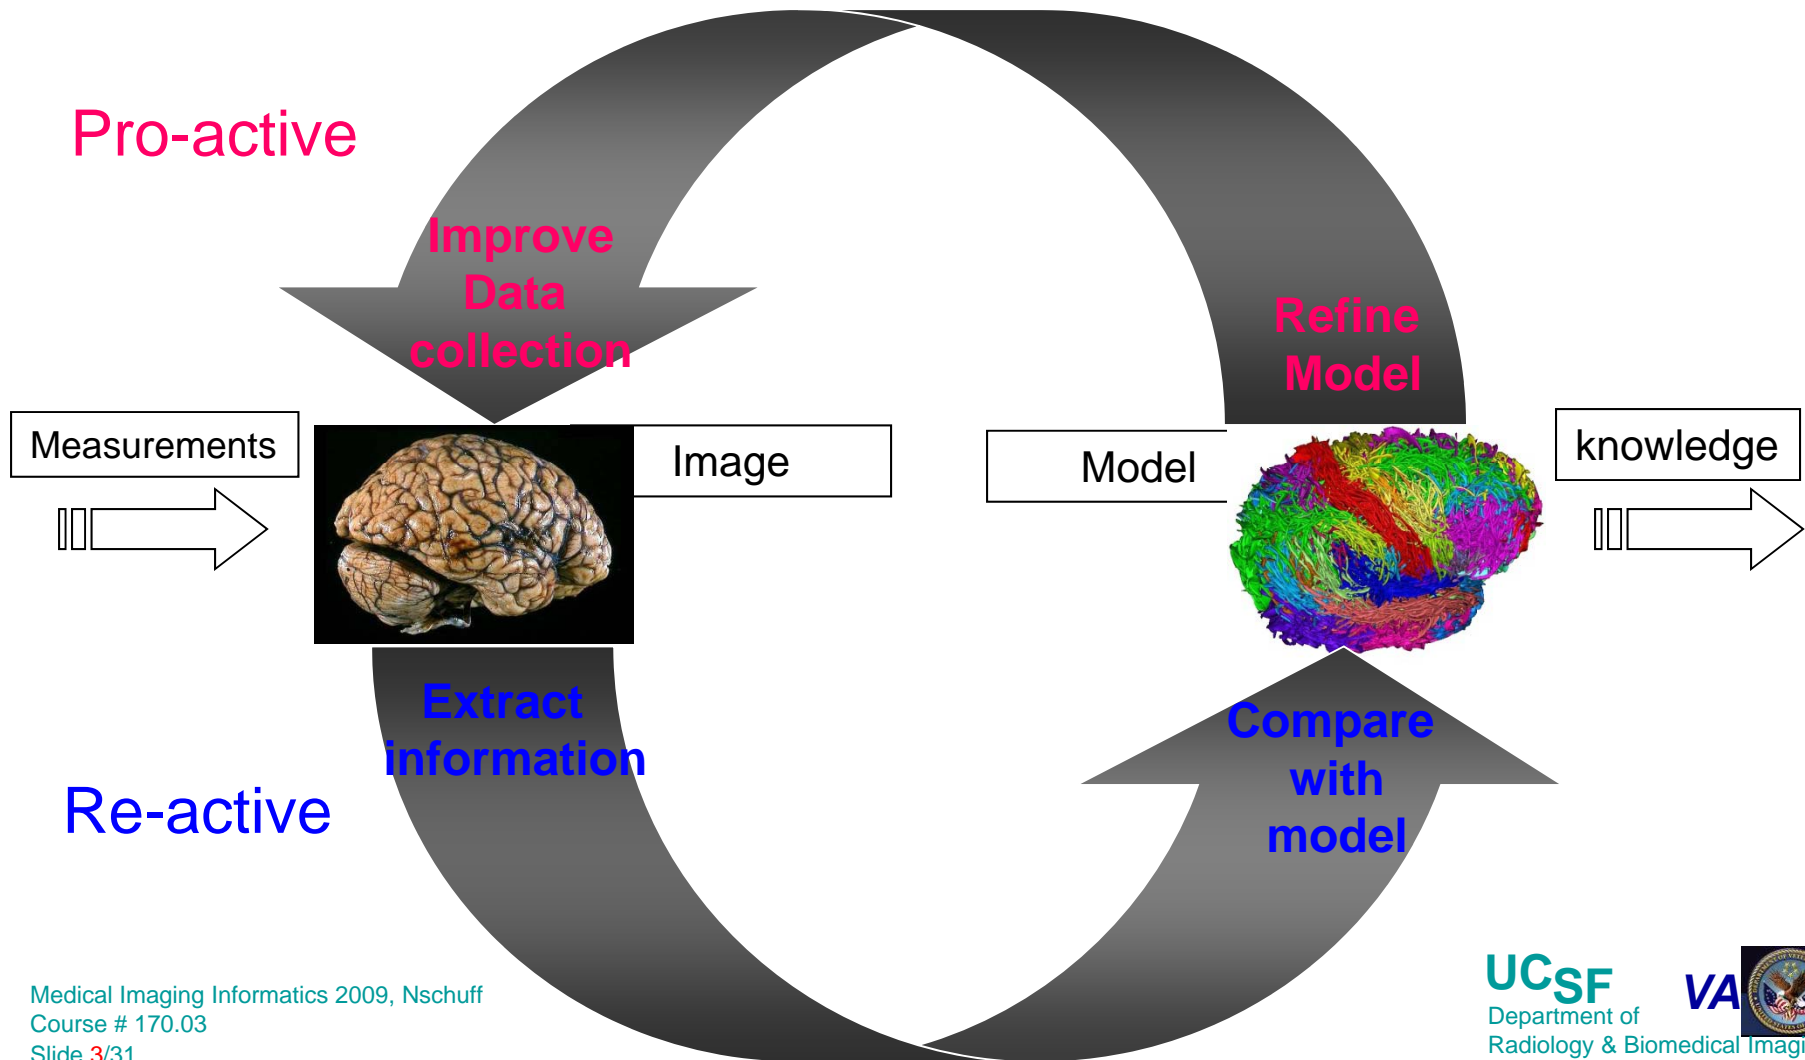 Pro-active
Improve
Data
collection
Refine
Model
Measurements
Image
Model
knowledge
Extract
information
Compare
with
model
Re-active
Medical Imaging Informatics 2009, Nschuff
Course # 170.03
Slide 3/31
UCSF
VA
Department of
Radiology & Biomedical